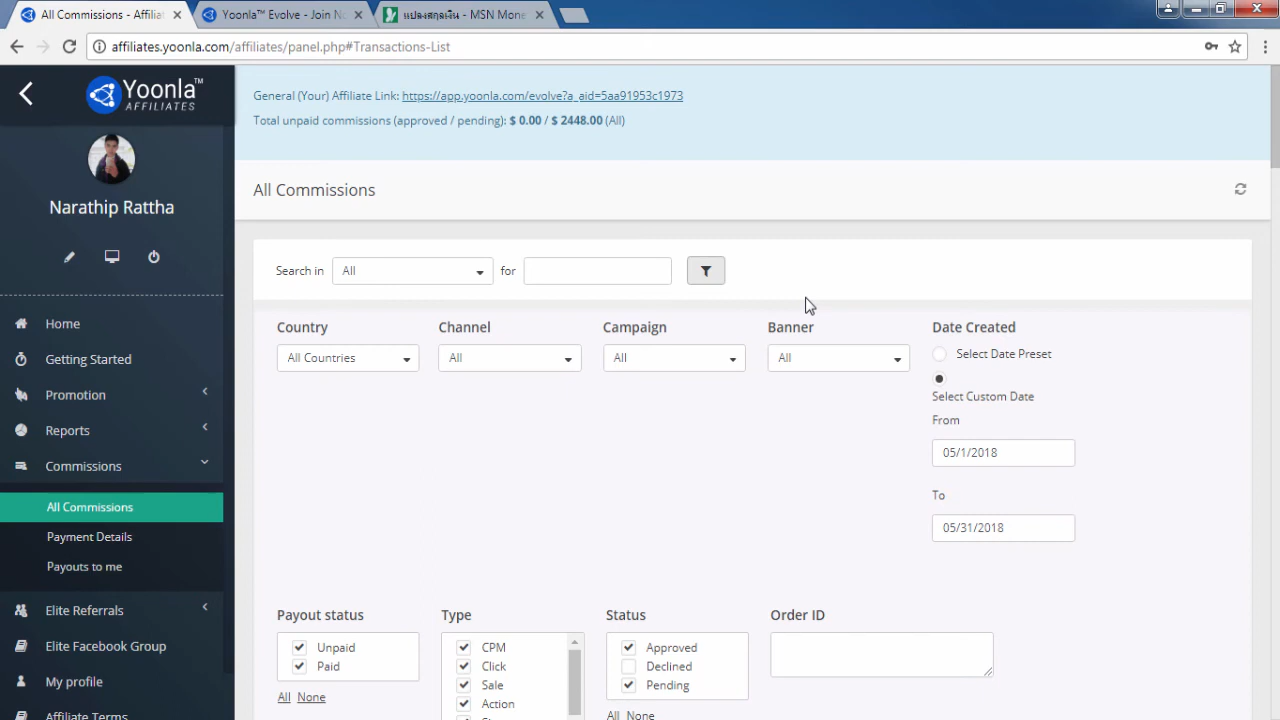 All Commissions - Affiliat
Yoonla™ Evolve - Join No
แปลงสกุลเงิน - MSN Mone
affiliates.yoonla.com/affiliates/panel.php#Transactions-List
Yoonla™
AFFILIATES
Narathip Rattha
Home
Getting Started
Promotion
Reports
Commissions
All Commissions
Payment Details
Payouts to me
Elite Referrals
Elite Facebook Group
My profile
Affiliate Terms
General (Your) Affiliate Link: https://app.yoonla.com/evolve?a_aid=5aa91953c1973
Total unpaid commissions (approved / pending): $ 0.00 / $ 2448.00 (All)
All Commissions
Search in All for
Country Channel Campaign Banner Date Created
All Countries All All All
Select Date Preset
Select Custom Date
From
05/1/2018
To
05/31/2018
Payout status Type Status Order ID
Unpaid CPM Approved
Paid Click Declined
Sale Pending
All None Action
All None